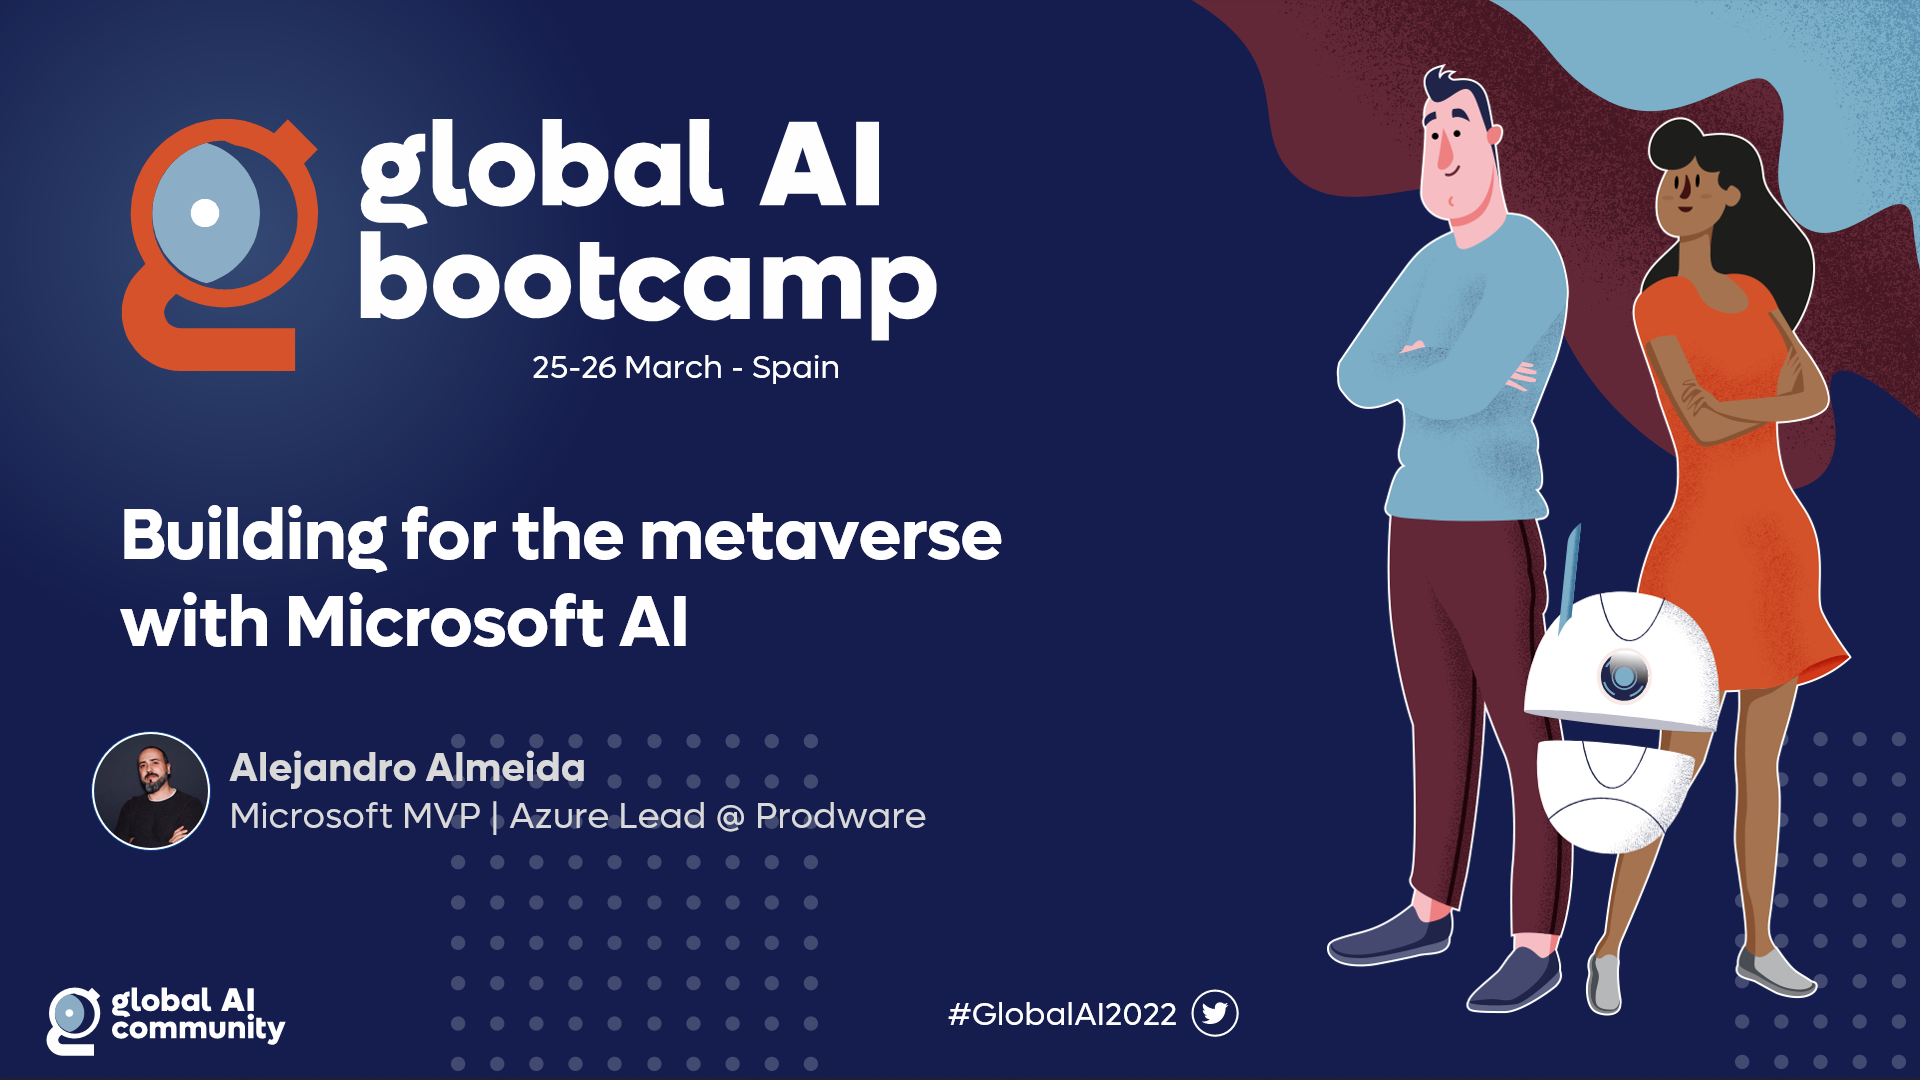 global AI
bootcamp
25-26 March - Spain
Building for the metaverse
with Microsoft AI
Alejandro Almeida
Microsoft MVP | Azure Lead @ Prodware
global AI
community
#GlobalAI2022